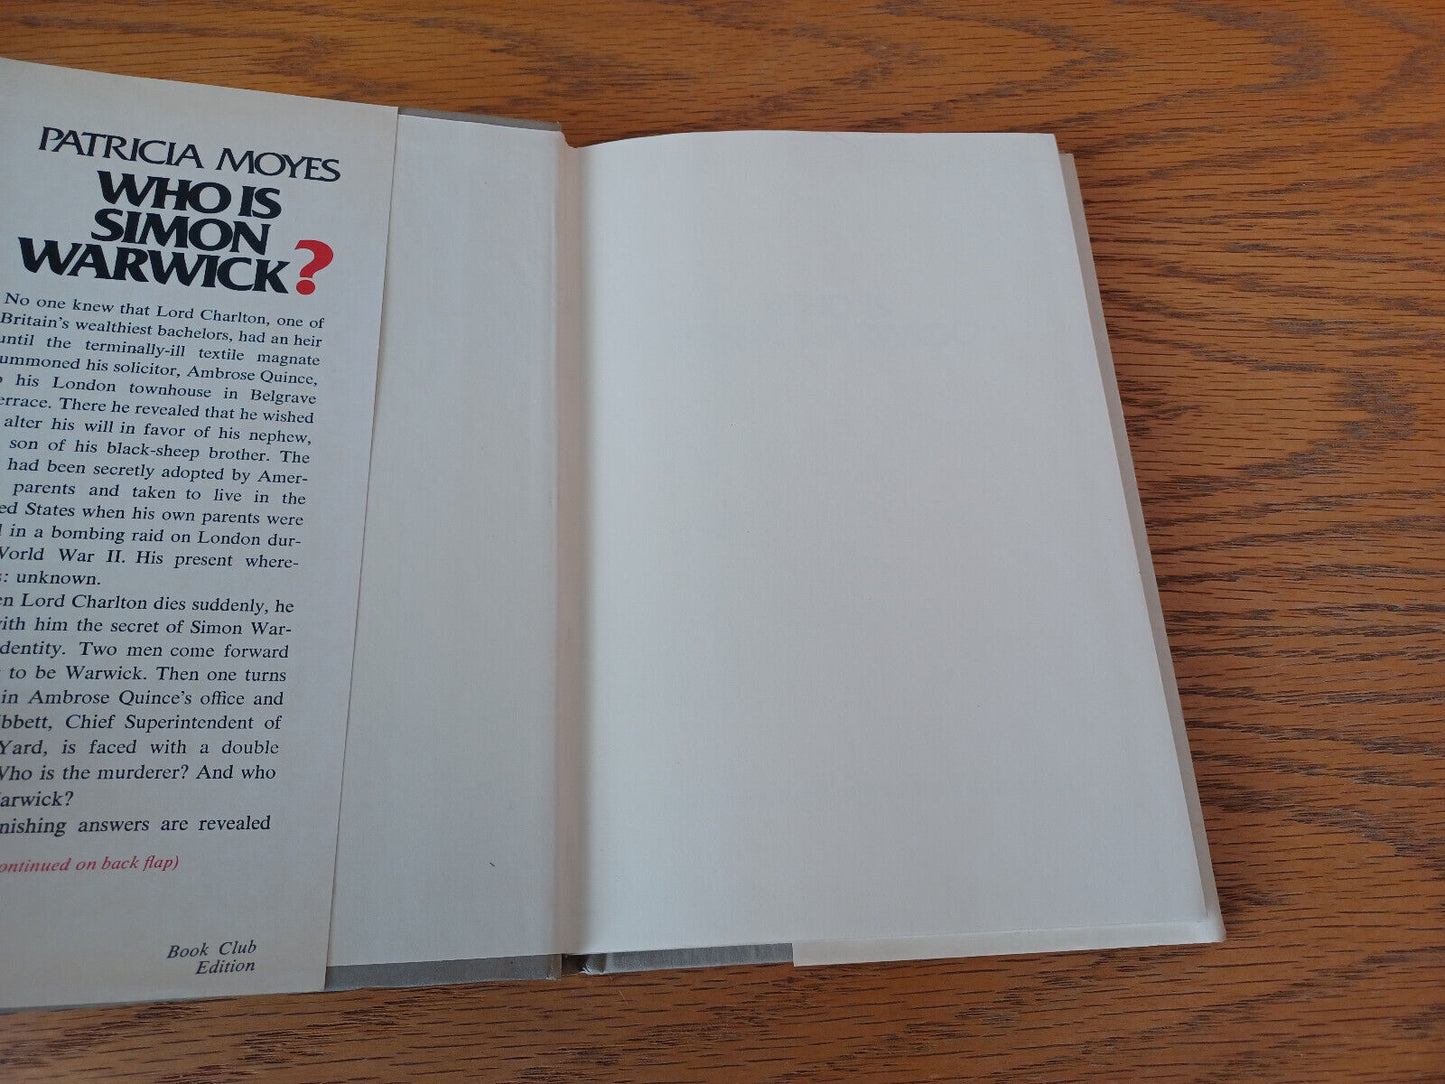 PATRICIA MOYES
WHO IS
SIMON
WARWICK?
No one knew that Lord Charlton, one of
Britain's wealthiest bachelors, had an heir
until the terminally-ill textile magnate
ummoned his solicitor, Ambrose Quince,
his London townhouse in Belgrave
errace. There he revealed that he wished
alter his will in favor of his nephew,
son of his black-sheep brother. The
had been secretly adopted by Amer-
parents and taken to live in the
ed States when his own parents were
in a bombing raid on London dur-
World War II. His present where-
: unknown.
en Lord Charlton dies suddenly, he
with him the secret of Simon War-
dentity. Two men come forward
to be Warwick. Then one turns
in Ambrose Quince's office and
ibbett, Chief Superintendent of
Yard, is faced with a double
Who is the murderer? And who
arwick?
nishing answers are revealed
ontinued on back flap)
Book Club
Edition